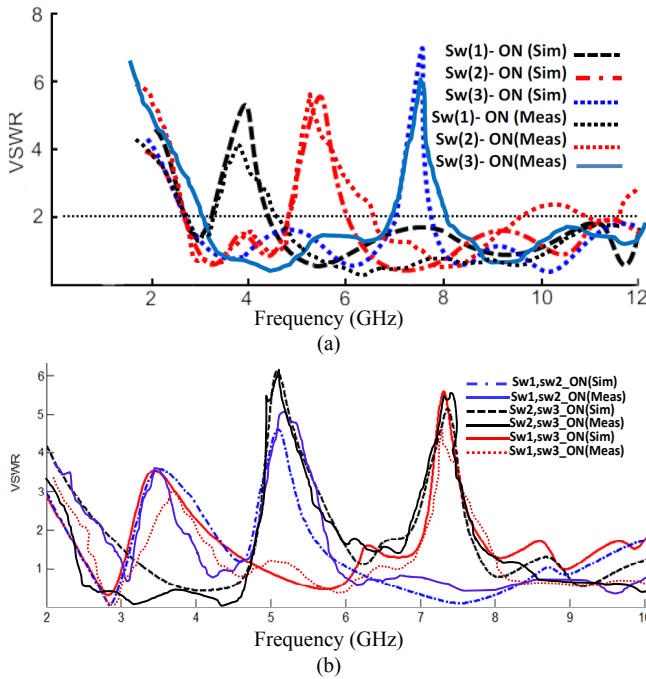 8
6
4
2
VSWR
Sw(1)- ON (Sim)
Sw(2)- ON (Sim)
Sw(3)- ON (Sim)
Sw(1)- ON (Meas)
Sw(2)- ON(Meas)
Sw(3)- ON(Meas)
2 4 6 8 10 12
Frequency (GHz)
(a)
6
5
4
3
2
1
VSWR
Sw1,sw2_ON(Sim)
Sw1,sw2_ON(Meas)
Sw2,sw3_ON(Sim)
Sw2,sw3_ON(Meas)
Sw1,sw3_ON(Sim)
Sw1,sw3_ON(Meas)
2 3 4 5 6 7 8 9 10
Frequency (GHz)
(b)